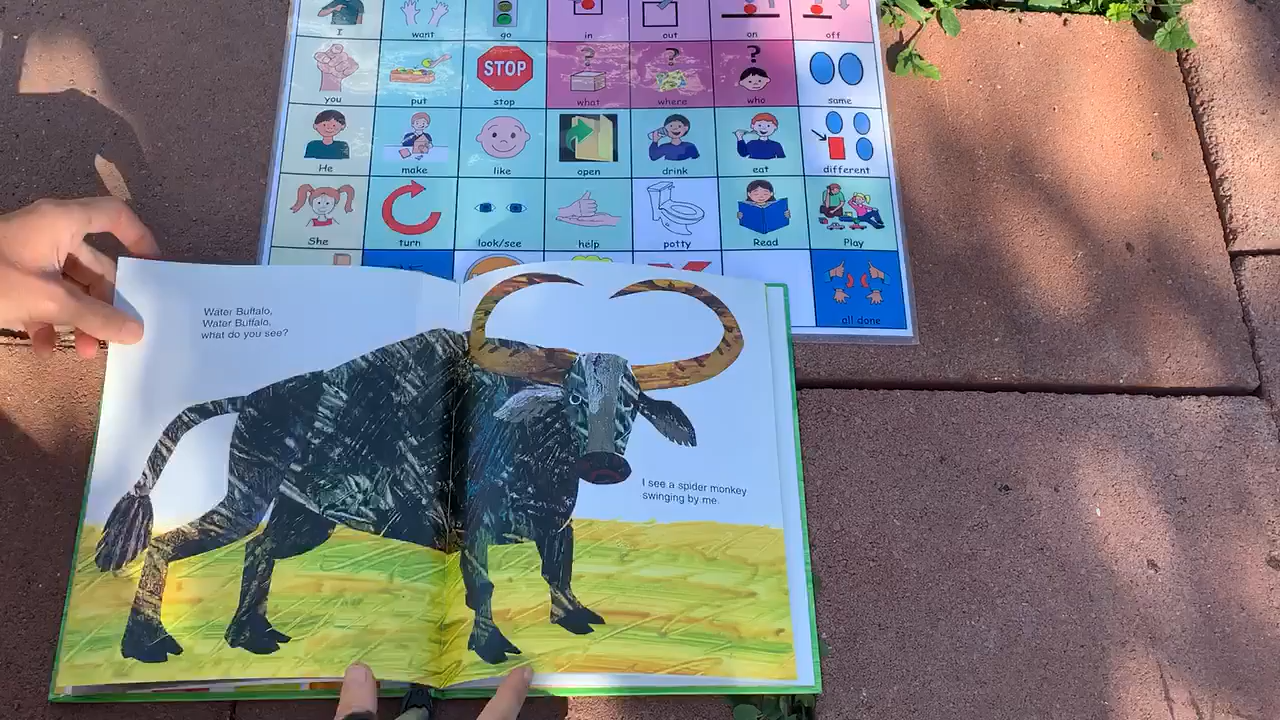 I want go in out on off
you put stop what where who same
STOP
? ? ?
He make like open drink eat different
She turn look/see help potty Read Play
all done
Water Buffalo,
Water Buffalo,
what do you see?
I see a spider monkey
swinging by me.